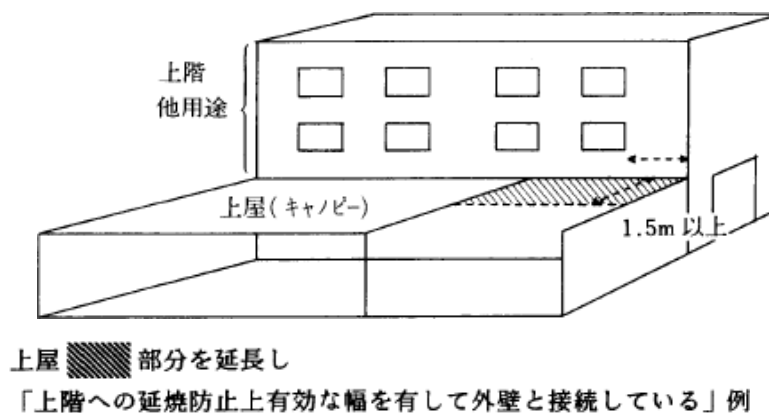 上階
他用途
上屋(キャノピー)
1.5m 以上
上屋 部分を延長し
「上階への延焼防止上有効な幅を有して外壁と接続している」例